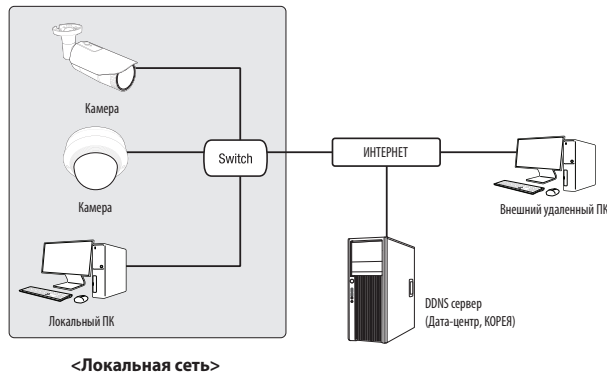 Камера
Switch
ИНТЕРНЕТ
Камера
Внешний удаленный ПК
Локальный ПК
DDNS сервер
(Дата-центр, КОРЕЯ)
<Локальная сеть>